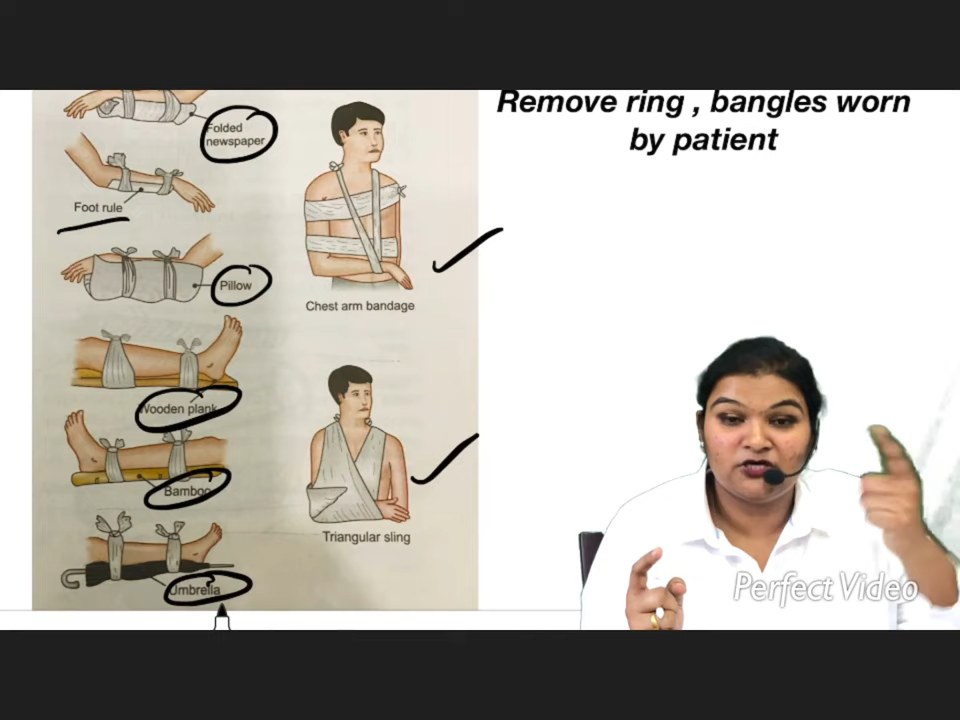 Remove ring , bangles worn
by patient
Folded
newspaper
Foot rule
Pillow
Chest arm bandage
Wooden plank
Bamboo
Triangular sling
Umbrella
Perfect Video